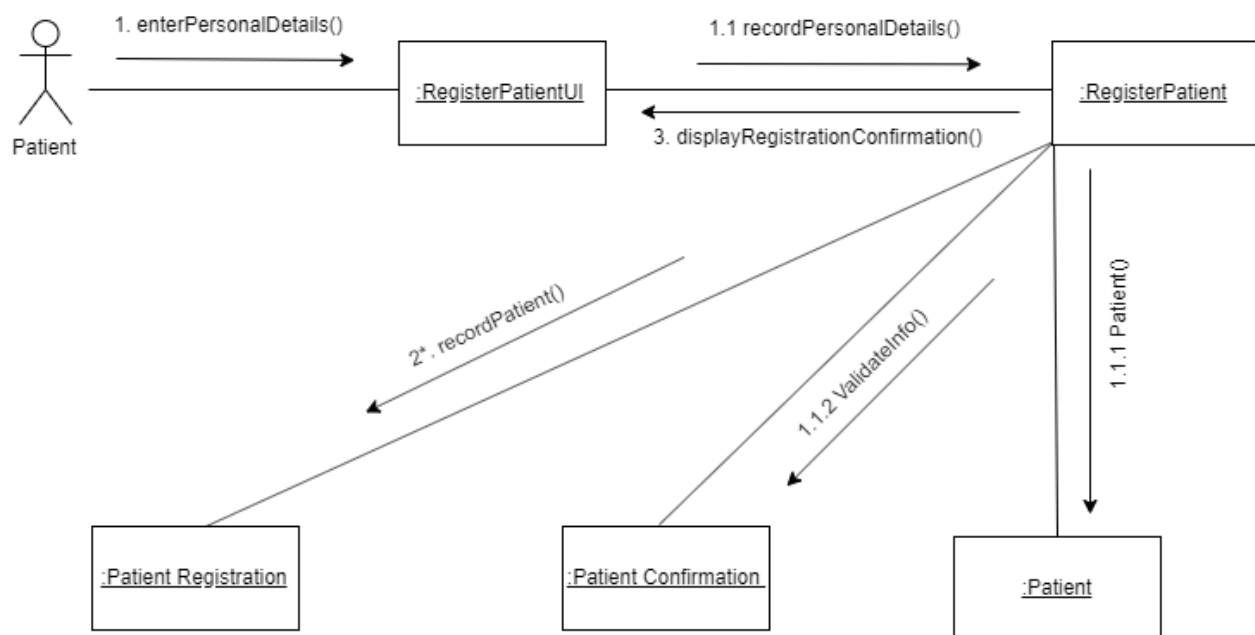 1. enterPersonalDetails()
1.1 recordPersonalDetails()
:RegisterPatientUI
:RegisterPatient
Patient
3. displayRegistrationConfirmation()
2*. recordPatient()
1.1.2 ValidateInfo()
1.1.1 Patient()
:Patient Registration
:Patient Confirmation
:Patient